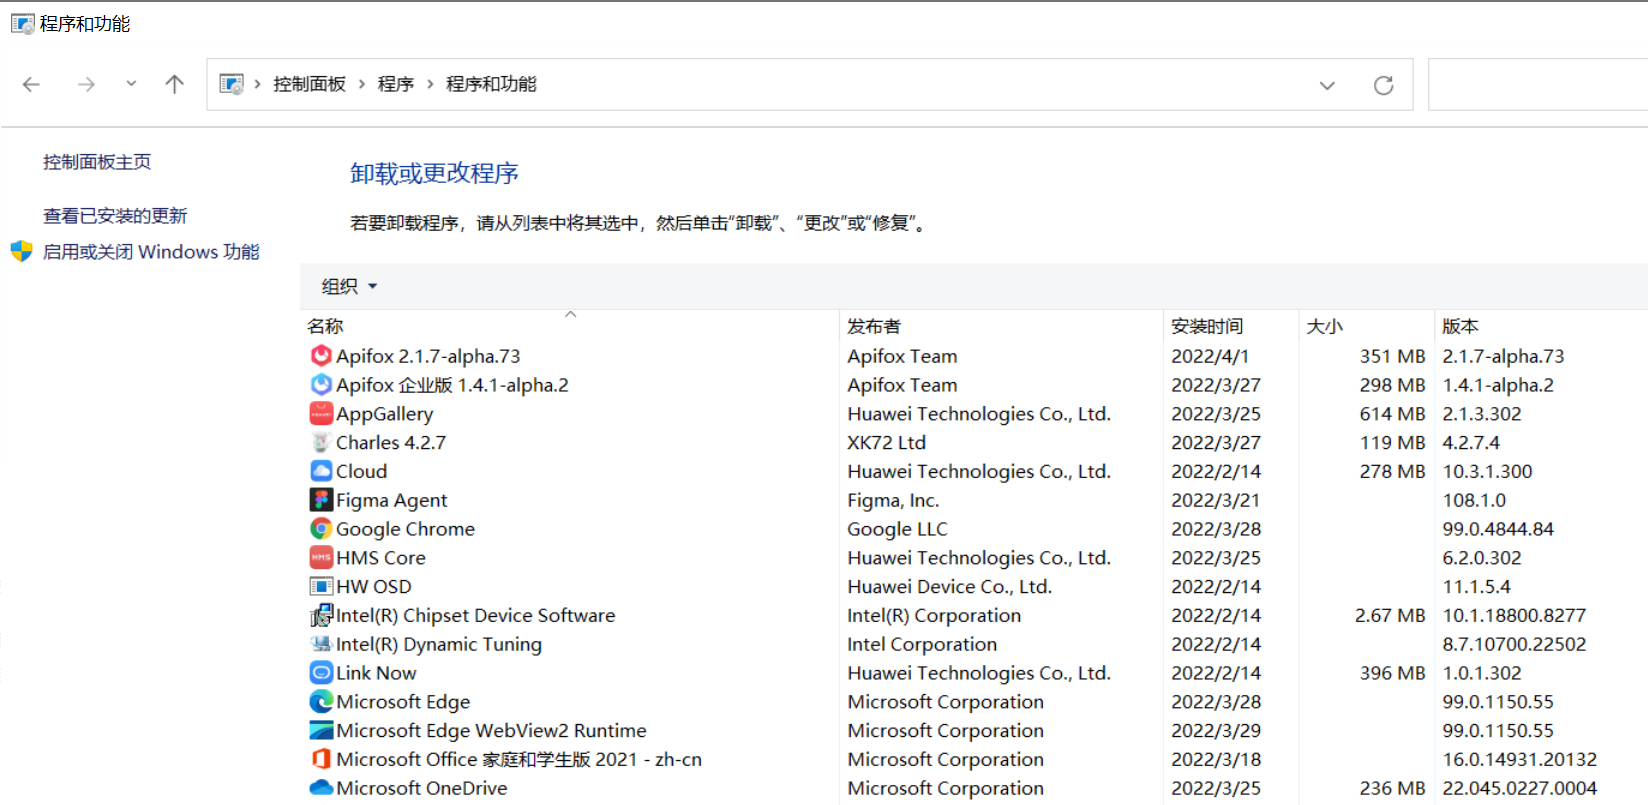 程序和功能
控制面板 › 程序 › 程序和功能
控制面板主页
查看已安装的更新
启用或关闭 Windows 功能
卸载或更改程序
若要卸载程序，请从列表中将其选中，然后单击“卸载”、“更改”或“修复”。
组织
名称 发布者 安装时间 大小 版本
Apifox 2.1.7-alpha.73 Apifox Team 2022/4/1 351 MB 2.1.7-alpha.73
Apifox 企业版 1.4.1-alpha.2 Apifox Team 2022/3/27 298 MB 1.4.1-alpha.2
AppGallery Huawei Technologies Co., Ltd. 2022/3/25 614 MB 2.1.3.302
Charles 4.2.7 XK72 Ltd 2022/3/27 119 MB 4.2.7.4
Cloud Huawei Technologies Co., Ltd. 2022/2/14 278 MB 10.3.1.300
Figma Agent Figma, Inc. 2022/3/21 108.1.0
Google Chrome Google LLC 2022/3/28 99.0.4844.84
HMS HMS Core Huawei Technologies Co., Ltd. 2022/3/25 6.2.0.302
HW OSD Huawei Device Co., Ltd. 2022/2/14 11.1.5.4
Intel(R) Chipset Device Software Intel(R) Corporation 2022/2/14 2.67 MB 10.1.18800.8277
Intel(R) Dynamic Tuning Intel Corporation 2022/2/14 8.7.10700.22502
Link Now Huawei Technologies Co., Ltd. 2022/2/14 396 MB 1.0.1.302
Microsoft Edge Microsoft Corporation 2022/3/28 99.0.1150.55
Microsoft Edge WebView2 Runtime Microsoft Corporation 2022/3/29 99.0.1150.55
Microsoft Office 家庭和学生版 2021 - zh-cn Microsoft Corporation 2022/3/18 16.0.14931.20132
Microsoft OneDrive Microsoft Corporation 2022/3/25 236 MB 22.045.0227.0004